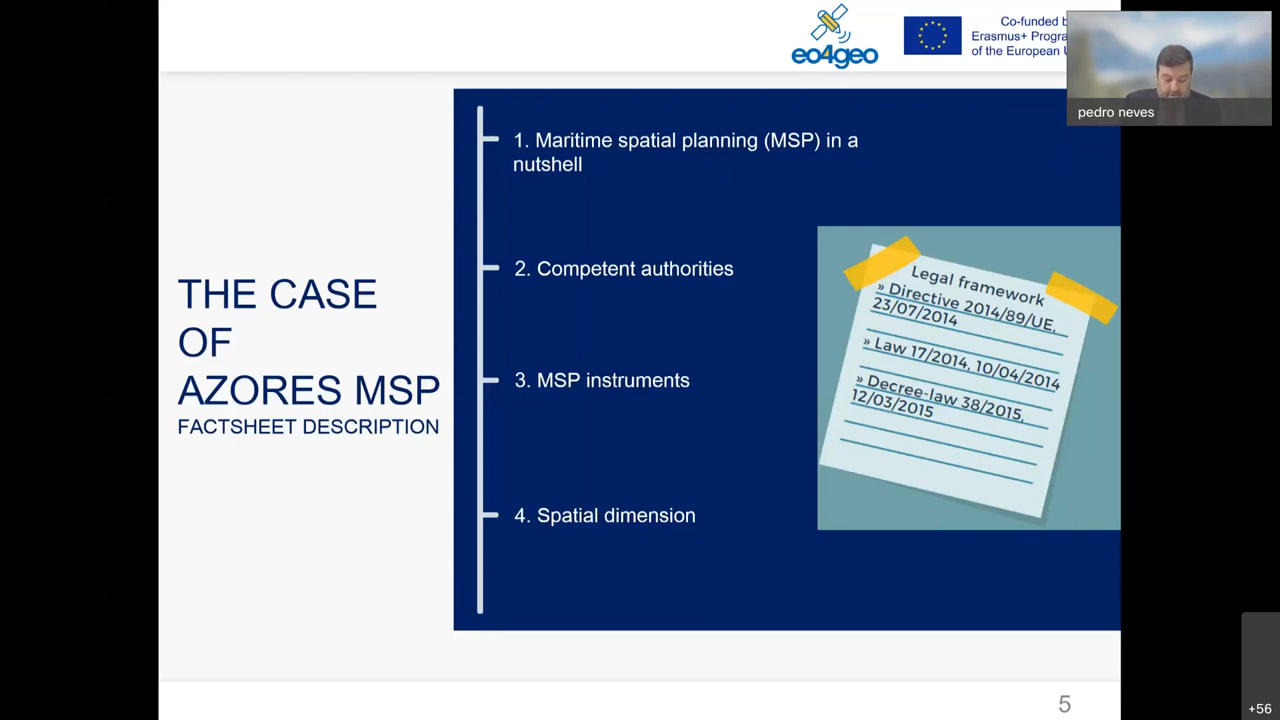 eo4geo
Co-funded b
Erasmus+ Progra
of the European U
pedro neves
THE CASE
OF
AZORES MSP
FACTSHEET DESCRIPTION
1. Maritime spatial planning (MSP) in a
nutshell
2. Competent authorities
3. MSP instruments
4. Spatial dimension
Legal framework
» Directive 2014/89/UE,
23/07/2014
» Law 17/2014, 10/04/2014
» Decree-law 38/2015,
12/03/2015
5
+56